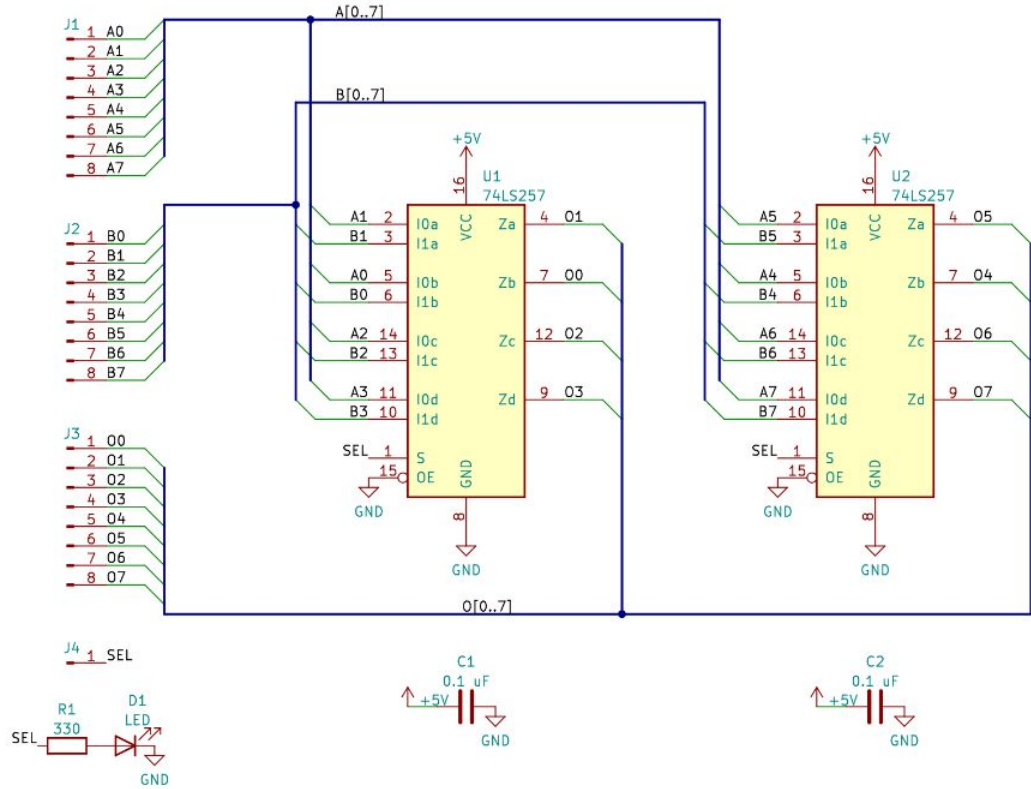 A[0..7]
J1
1 A0
2 A1
3 A2
4 A3
5 A4
6 A5
7 A6
8 A7
B[0..7]
J2
1 B0
2 B1
3 B2
4 B3
5 B4
6 B5
7 B6
8 B7
+5V
16
U1
74LS257
VCC
A1 2 I0a Za 4 O1
B1 3 I1a
A0 5 I0b Zb 7 O0
B0 6 I1b
A2 14 I0c Zc 12 O2
B2 13 I1c
A3 11 I0d Zd 9 O3
B3 10 I1d
SEL 1 S
15 OE
GND
GND
8
GND
+5V
16
U2
74LS257
VCC
A5 2 I0a Za 4 O5
B5 3 I1a
A4 5 I0b Zb 7 O4
B4 6 I1b
A6 14 I0c Zc 12 O6
B6 13 I1c
A7 11 I0d Zd 9 O7
B7 10 I1d
SEL 1 S
15 OE
GND
GND
8
GND
J3
1 O0
2 O1
3 O2
4 O3
5 O4
6 O5
7 O6
8 O7
O[0..7]
J4
1 SEL
R1
330
D1
LED
SEL
GND
C1
0.1 uF
+5V
GND
C2
0.1 uF
+5V
GND